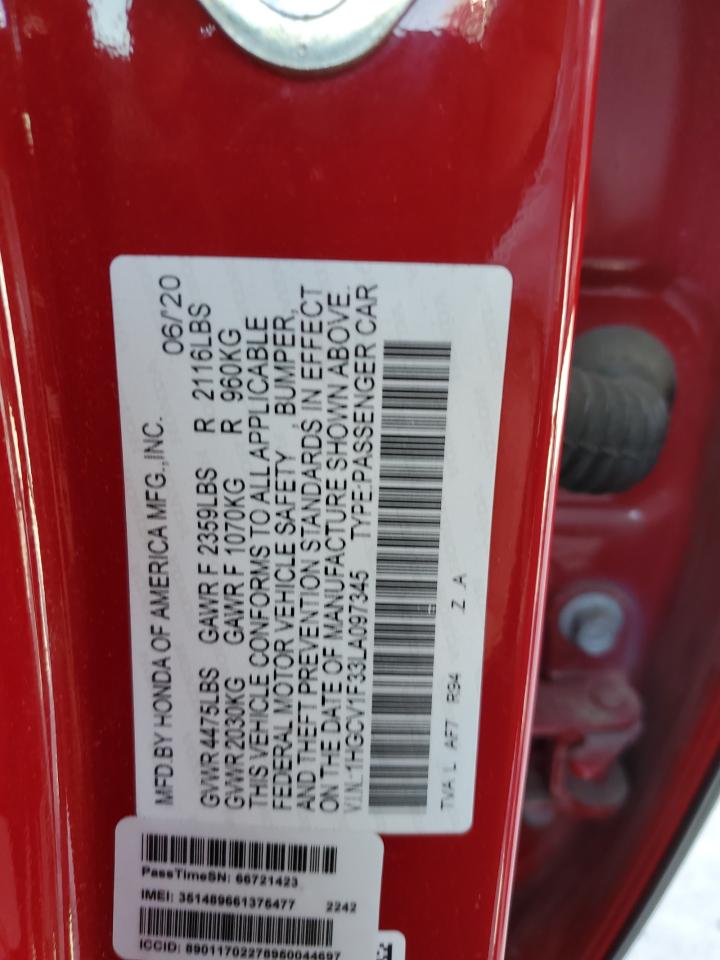 MFD.BY HONDA OF AMERICA MFG.,INC. 06/20
GVWR 4475LBS GAWR F 2359LBS R 2116LBS
GVWR 2030KG GAWR F 1070KG R 960KG
THIS VEHICLE CONFORMS TO ALL APPLICABLE
FEDERAL MOTOR VEHICLE SAFETY , BUMPER,
AND THEFT PREVENTION STANDARDS IN EFFECT
ON THE DATE OF MANUFACTURE SHOWN ABOVE.
V.I.N.:1HGCV1F33LA097345 TYPE:PASSENGER CAR
TVA L AF7 R94 Z .A
PassTimeSN: 66721423
IMEI: 351489661375477 2242
ICCID: 89011702278960044697